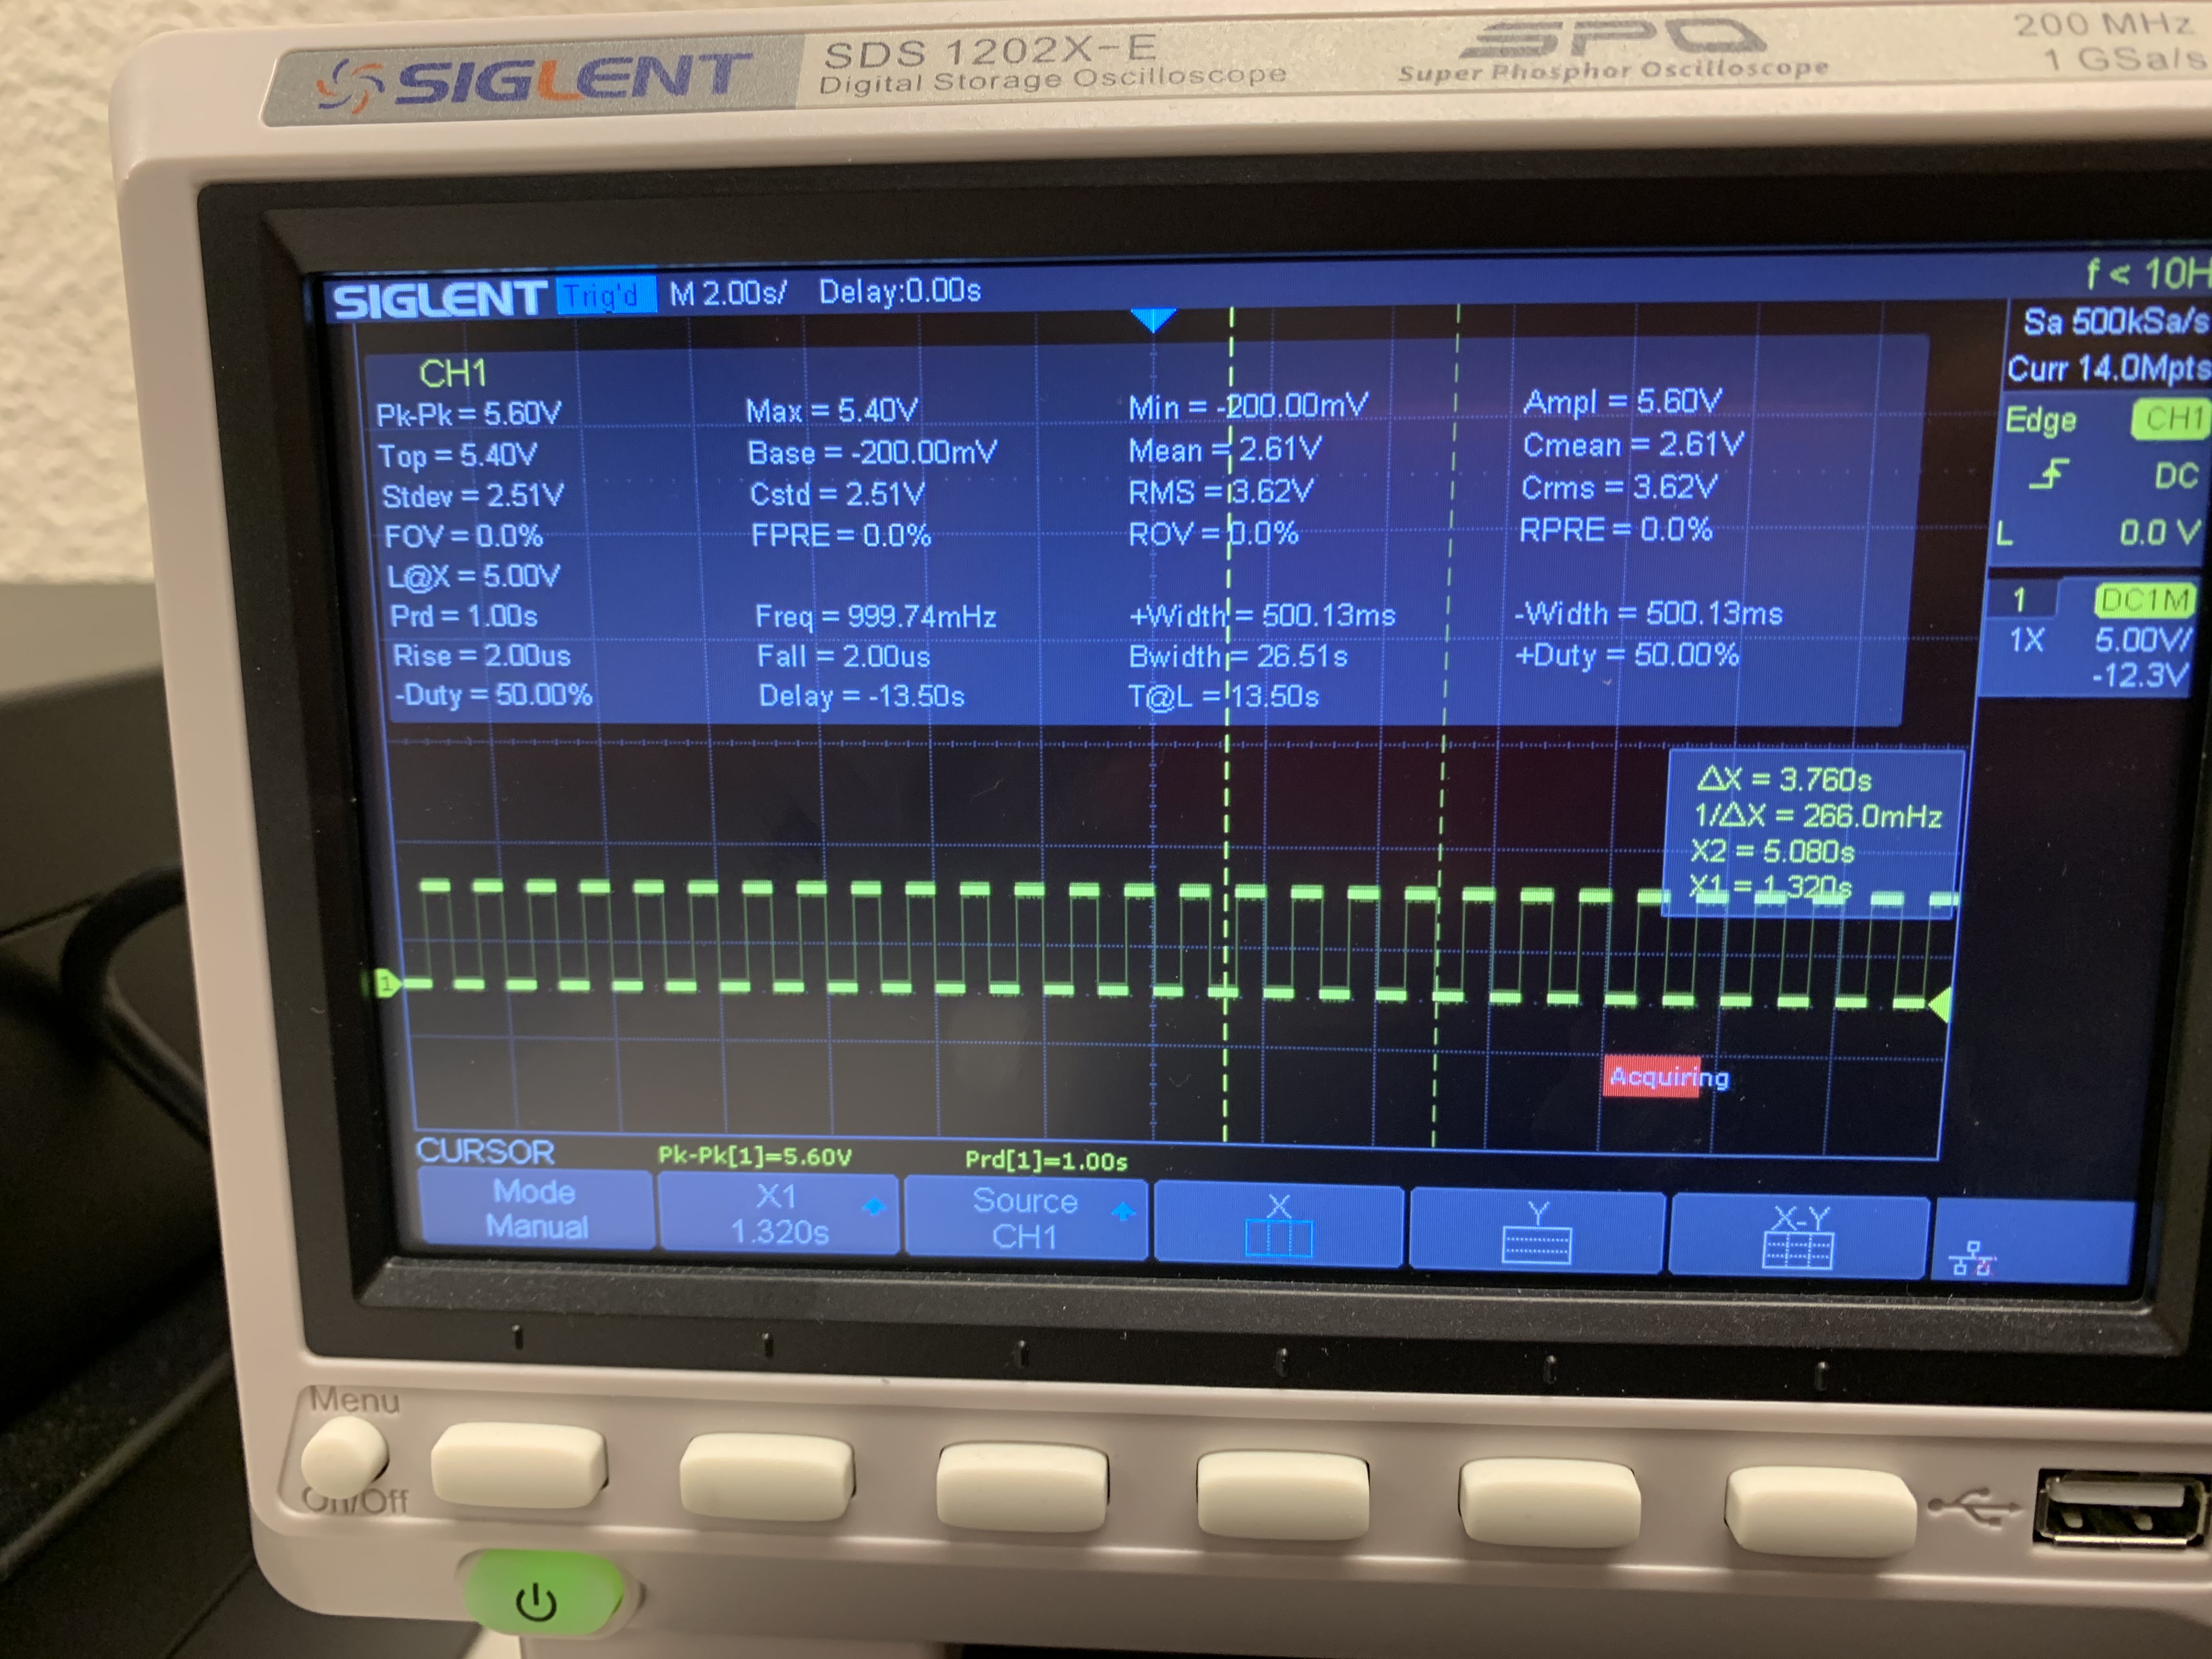 SIGLENT
SDS 1202X-E
Digital Storage Oscilloscope
SPO
Super Phosphor Oscilloscope
200 MHz
1 GSa/s
SIGLENT Trig'd M 2.00s/ Delay:0.00s
f < 10H
Sa 500kSa/s
Curr 14.0Mpts
Edge CH1
DC
L 0.0 V
1 DC1M
1X 5.00V/
-12.3V
CH1
Pk-Pk = 5.60V Max = 5.40V Min = -200.00mV Ampl = 5.60V
Top = 5.40V Base = -200.00mV Mean = 2.61V Cmean = 2.61V
Stdev = 2.51V Cstd = 2.51V RMS = 3.62V Crms = 3.62V
FOV = 0.0% FPRE = 0.0% ROV = 0.0% RPRE = 0.0%
L@X = 5.00V
Prd = 1.00s Freq = 999.74mHz +Width = 500.13ms -Width = 500.13ms
Rise = 2.00us Fall = 2.00us Bwidth = 26.51s +Duty = 50.00%
-Duty = 50.00% Delay = -13.50s T@L = 13.50s
ΔX = 3.760s
1/ΔX = 266.0mHz
X2 = 5.080s
X1 = 1.320s
1
Acquiring
CURSOR Pk-Pk[1]=5.60V Prd[1]=1.00s
Mode
Manual
X1
1.320s
Source
CH1
X
Y
X-Y
Menu
On/Off